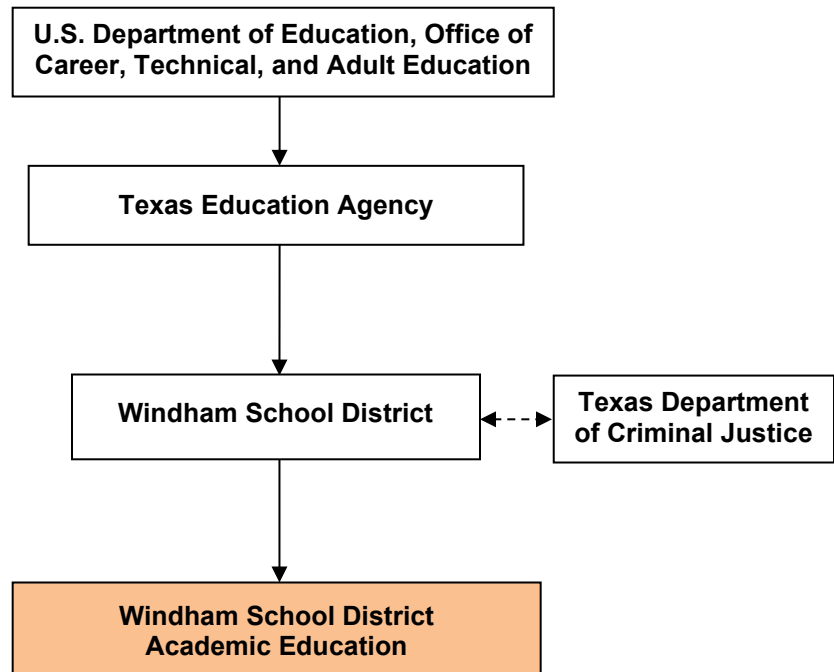 U.S. Department of Education, Office of
Career, Technical, and Adult Education
Texas Education Agency
Windham School District
Texas Department
of Criminal Justice
Windham School District
Academic Education